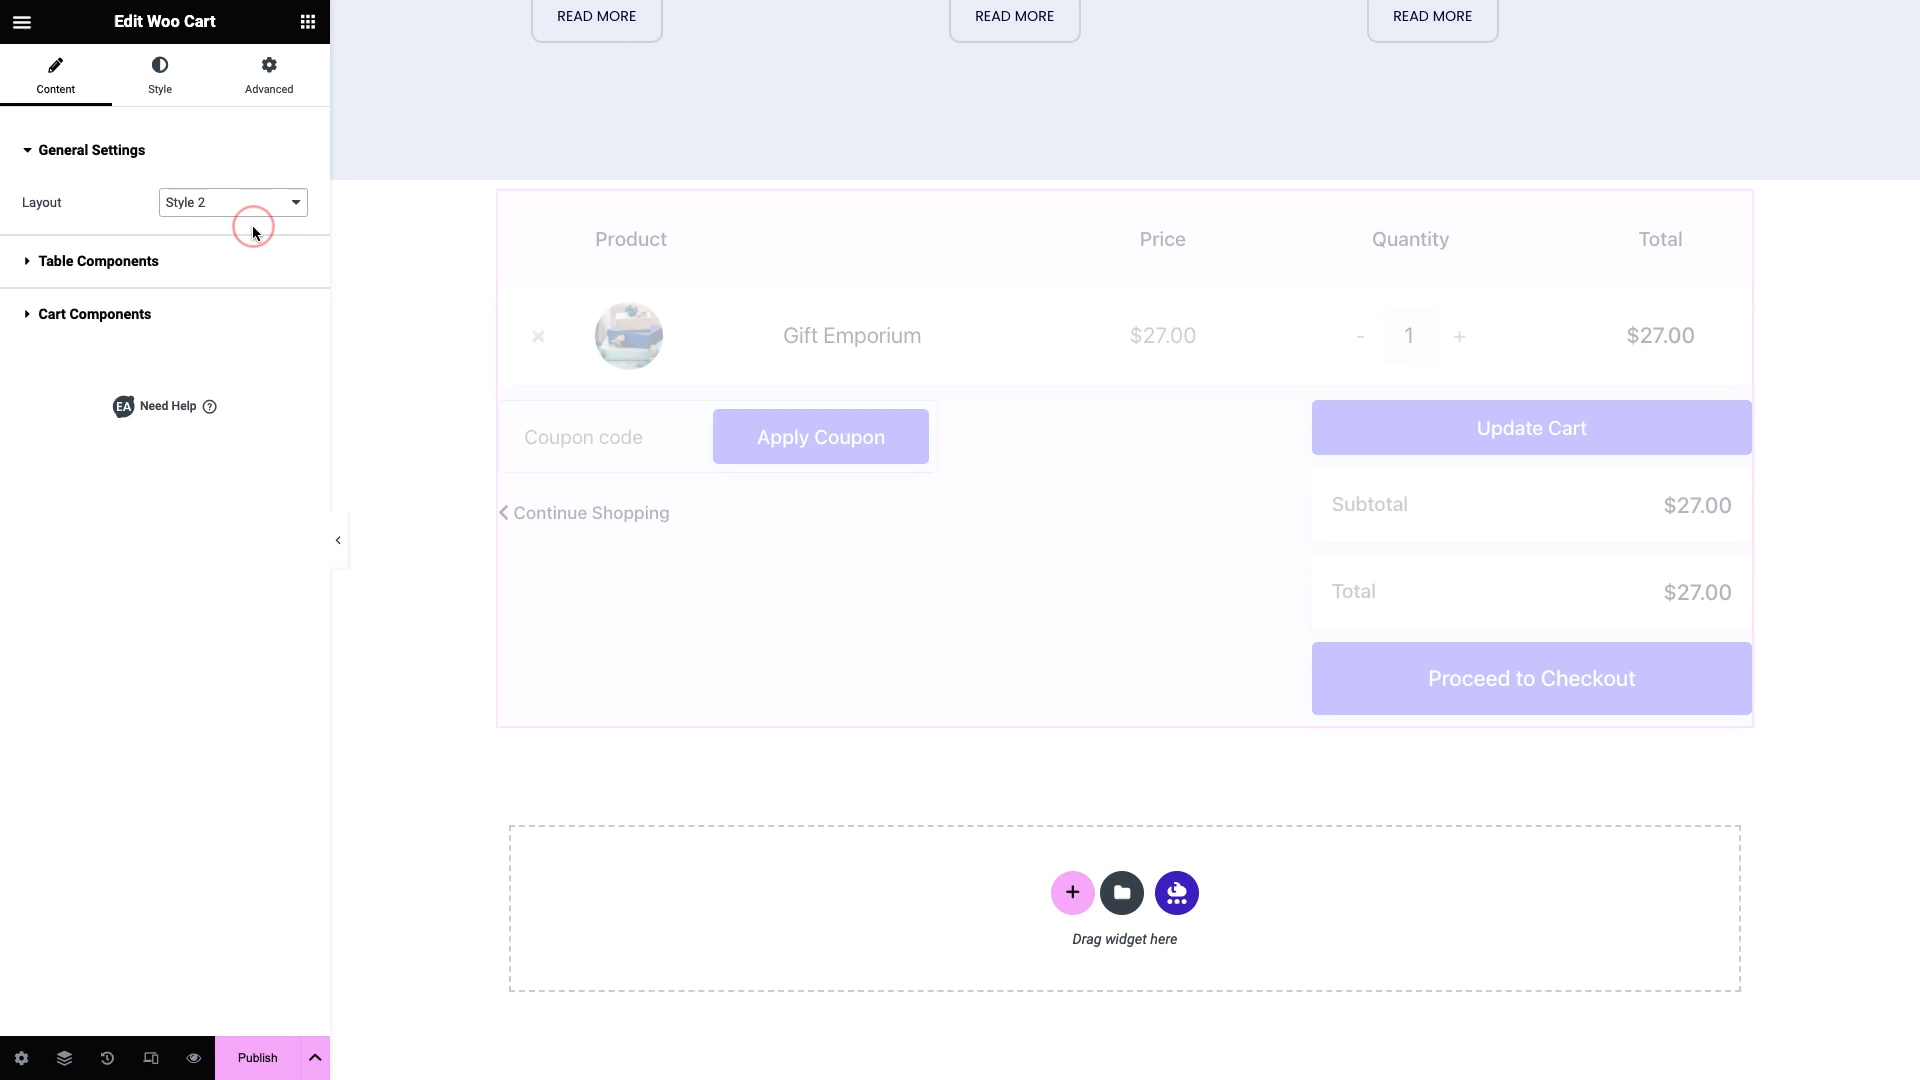 Edit Woo Cart
Content
Style
Advanced
General Settings
Layout
Style 2
Table Components
Cart Components
EA Need Help ?
Publish
READ MORE READ MORE READ MORE
Product Price Quantity Total
× Gift Emporium $27.00 - 1 + $27.00
Coupon code Apply Coupon Update Cart
Continue Shopping Subtotal $27.00
Total $27.00
Proceed to Checkout
Drag widget here